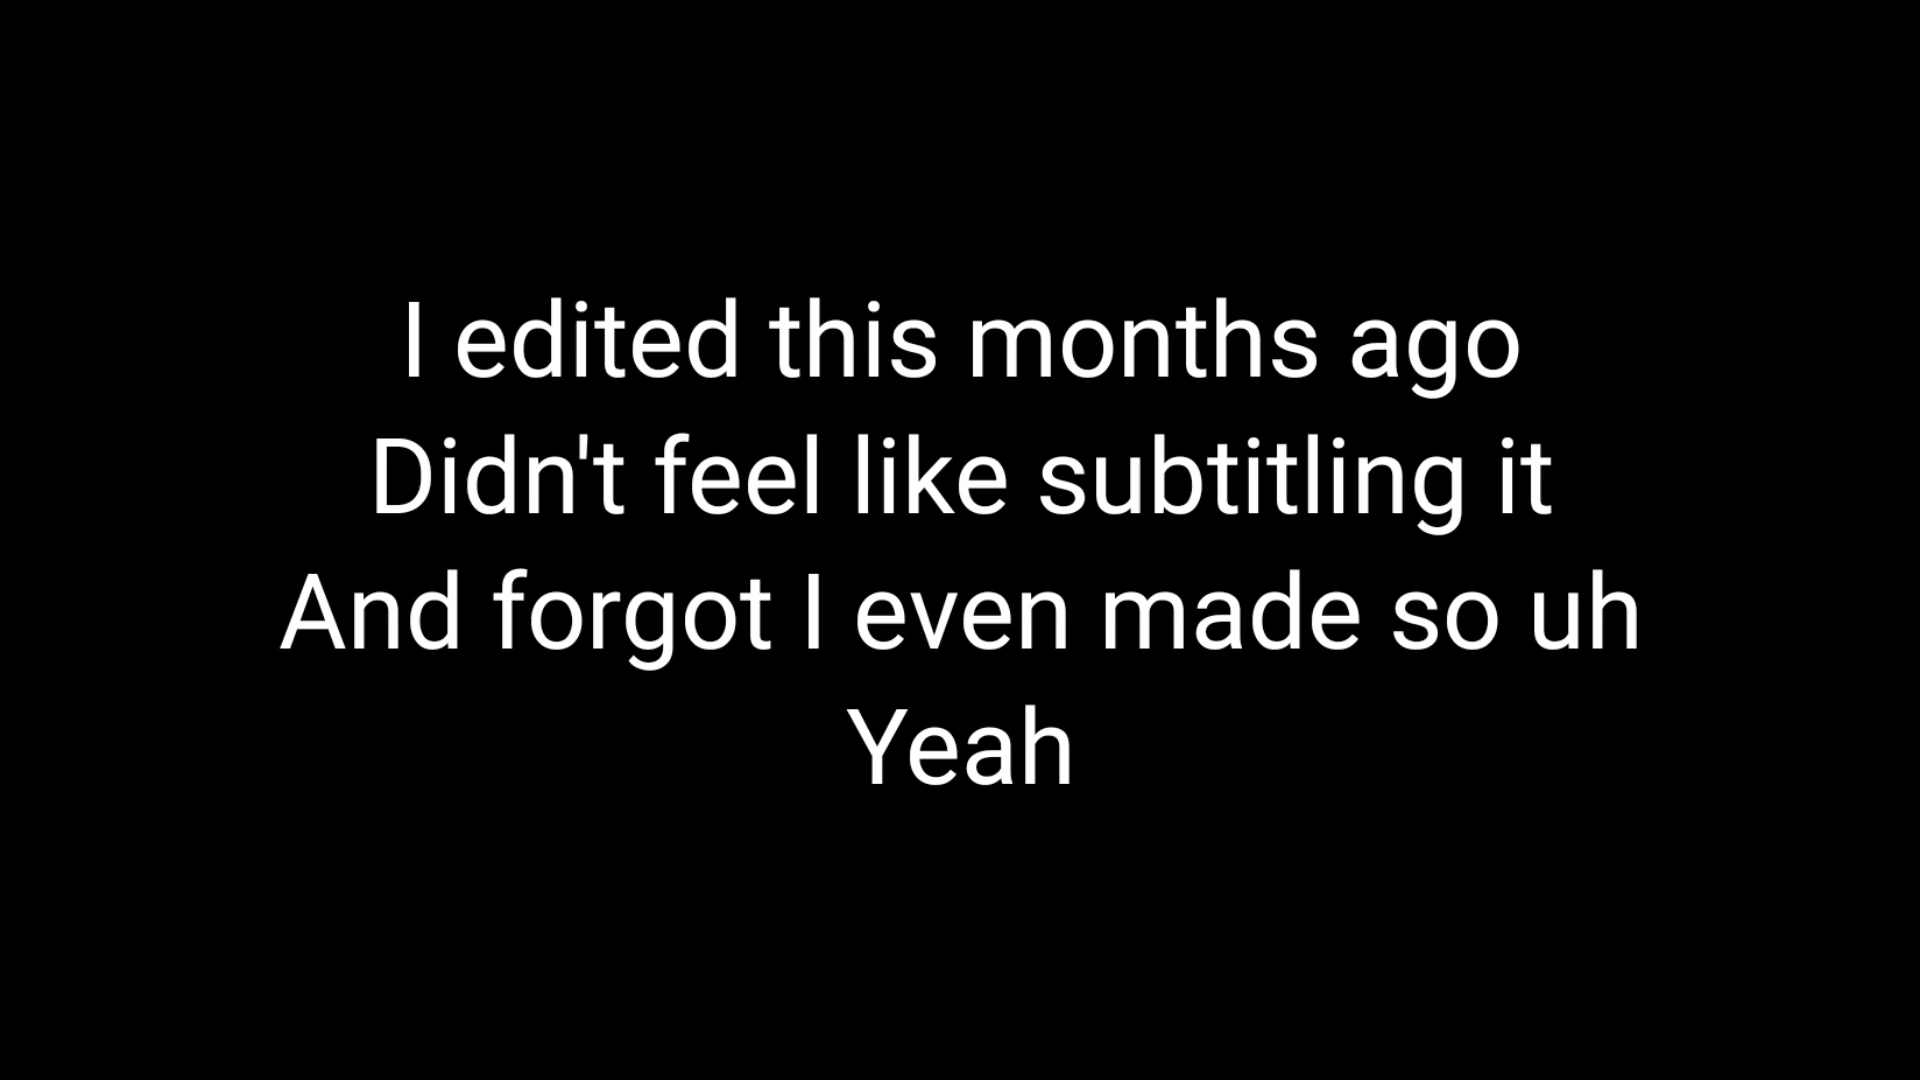 I edited this months ago
Didn't feel like subtitling it
And forgot I even made so uh
Yeah